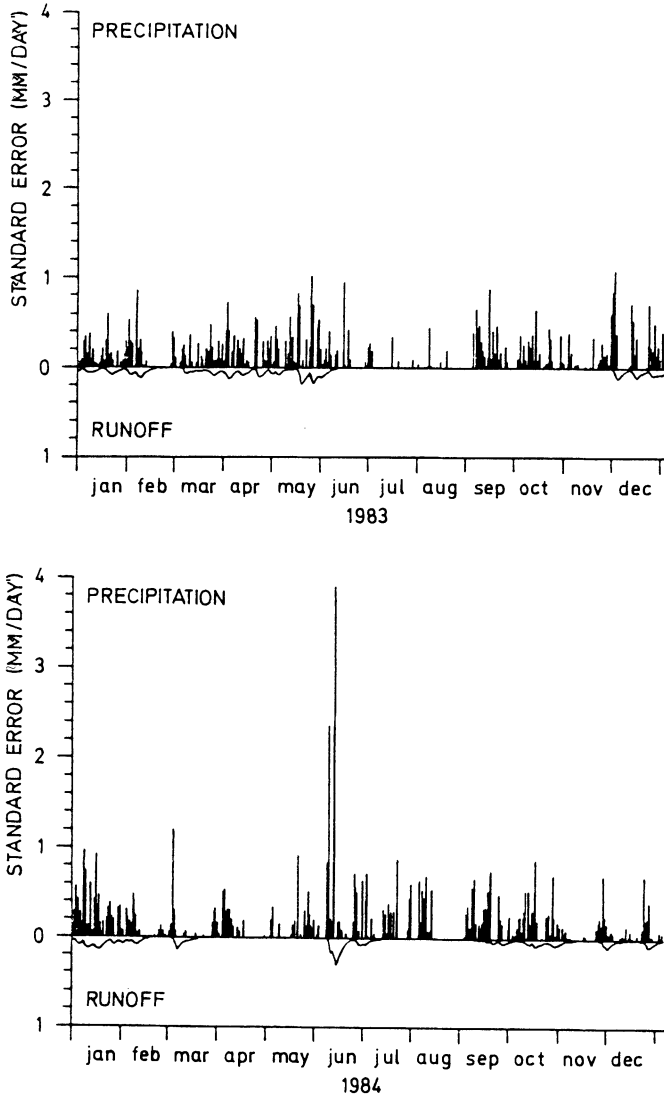 4
PRECIPITATION
3
2
1
0
RUNOFF
1
STANDARD ERROR (MM/DAY)
jan feb mar apr may jun jul aug sep oct nov dec
1983
4
PRECIPITATION
3
2
1
0
RUNOFF
1
STANDARD ERROR (MM/DAY)
jan feb mar apr may jun jul aug sep oct nov dec
1984